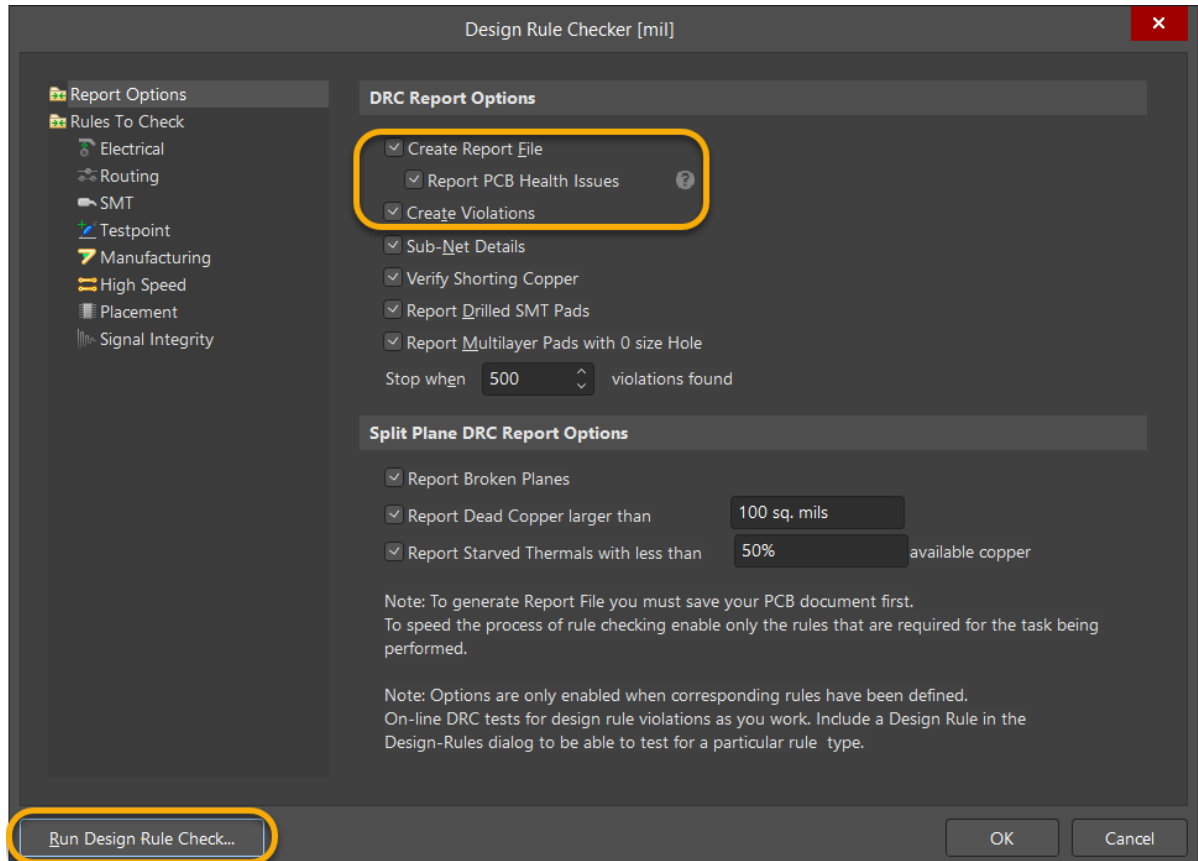 Design Rule Checker [mil]
Report Options
Rules To Check
Electrical
Routing
SMT
Testpoint
Manufacturing
High Speed
Placement
Signal Integrity
DRC Report Options
Create Report File
Report PCB Health Issues
?
Create Violations
Sub-Net Details
Verify Shorting Copper
Report Drilled SMT Pads
Report Multilayer Pads with 0 size Hole
Stop when 500 violations found
Split Plane DRC Report Options
Report Broken Planes
Report Dead Copper larger than 100 sq. mils
Report Starved Thermals with less than 50% available copper
Note: To generate Report File you must save your PCB document first.
To speed the process of rule checking enable only the rules that are required for the task being
performed.
Note: Options are only enabled when corresponding rules have been defined.
On-line DRC tests for design rule violations as you work. Include a Design Rule in the
Design-Rules dialog to be able to test for a particular rule type.
Run Design Rule Check...
OK
Cancel